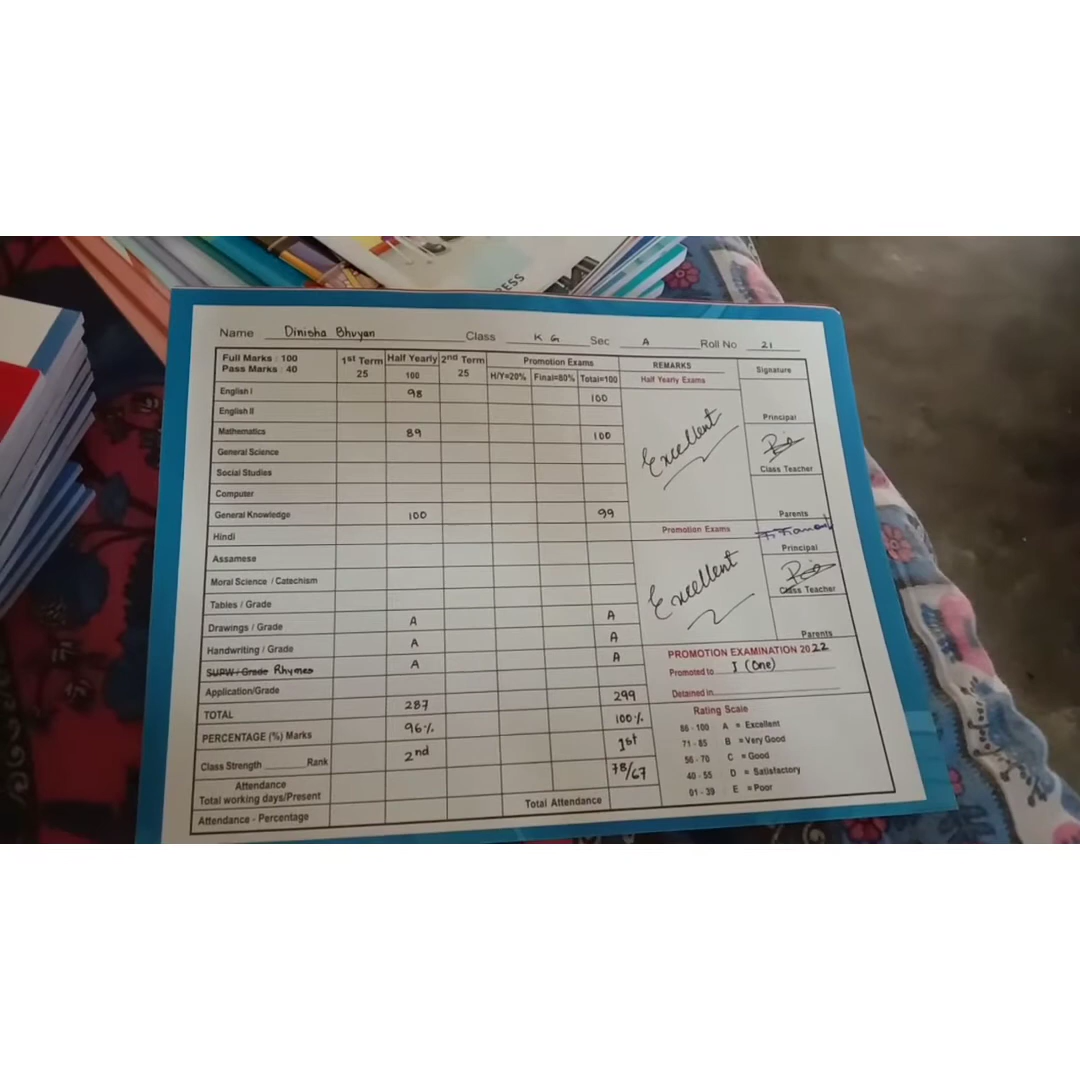 RESS
Name Dinisha Bhuyan Class K G Sec A Roll No 21
Full Marks : 100
Pass Marks : 40
1st Term 25
Half Yearly 100
2nd Term 25
Promotion Exams
H/Y=20% Final=80% Total=100
REMARKS
Half Yearly Exams
Signature
English I 98 100
English II
Mathematics 89 100
General Science
Social Studies
Computer
General Knowledge 100 99
Hindi
Assamese
Moral Science / Catechism
Tables / Grade
Drawings / Grade A A
Handwriting / Grade A A
SUPW / Grade Rhymes A A
Application/Grade
TOTAL 287 299
PERCENTAGE (%) Marks 96% 100%
Class Strength Rank 2nd 1st
Attendance
Total working days/Present 78/67
Attendance - Percentage
Total Attendance
Excellent
Principal
Class Teacher
Parents
Promotion Exams
Excellent
Principal
Class Teacher
Parents
PROMOTION EXAMINATION 2022
Promoted to I (One)
Detained in
Rating Scale
86 - 100 A = Excellent
71 - 85 B = Very Good
56 - 70 C = Good
40 - 55 D = Satisfactory
01 - 39 E = Poor